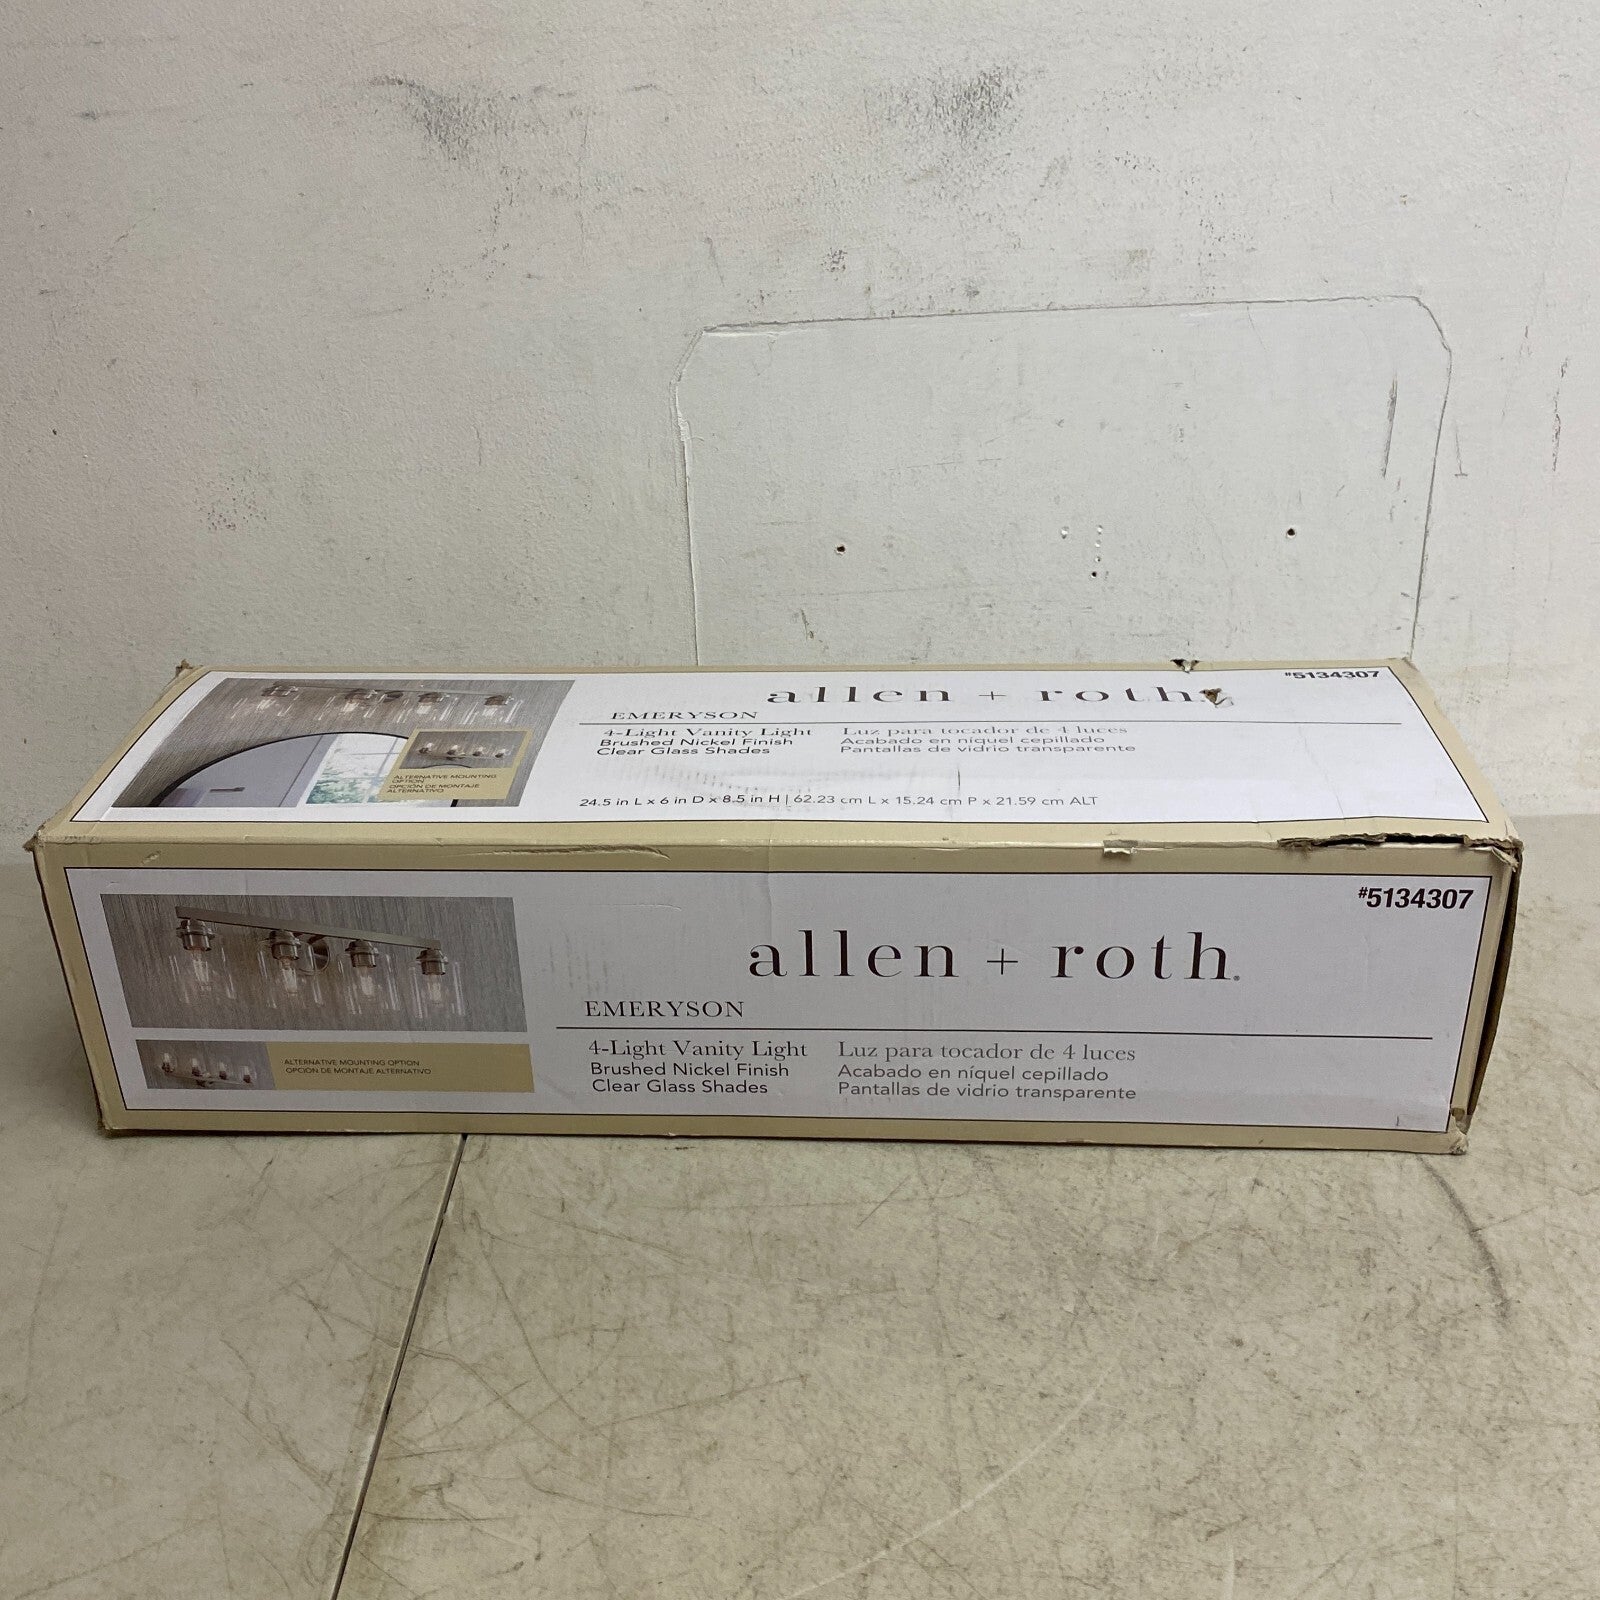 #5134307
allen + roth
EMERYSON
4-Light Vanity Light
Brushed Nickel Finish
Clear Glass Shades
Luz para tocador de 4 luces
Acabado en níquel cepillado
Pantallas de vidrio transparente
ALTERNATIVE MOUNTING
OPTION
OPCIÓN DE MONTAJE
ALTERNATIVO
24.5 in L x 6 in D x 8.5 in H | 62.23 cm L x 15.24 cm P x 21.59 cm ALT
#5134307
allen + roth®
EMERYSON
4-Light Vanity Light
Brushed Nickel Finish
Clear Glass Shades
Luz para tocador de 4 luces
Acabado en níquel cepillado
Pantallas de vidrio transparente
ALTERNATIVE MOUNTING OPTION
OPCIÓN DE MONTAJE ALTERNATIVO